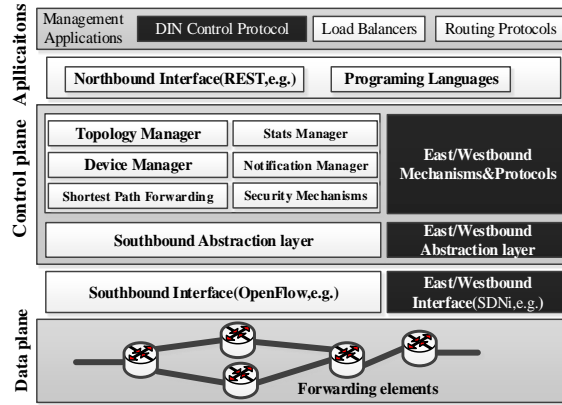 Apllicaitons
Management
Applications
DIN Control Protocol
Load Balancers
Routing Protocols
Northbound Interface(REST,e.g.)
Programing Languages
Control plane
Topology Manager
Stats Manager
Device Manager
Notification Manager
Shortest Path Forwarding
Security Mechanisms
East/Westbound
Mechanisms&Protocols
Southbound Abstraction layer
East/Westbound
Abstraction layer
Southbound Interface(OpenFlow,e.g.)
East/Westbound
Interface(SDNi,e.g.)
Data plane
Forwarding elements